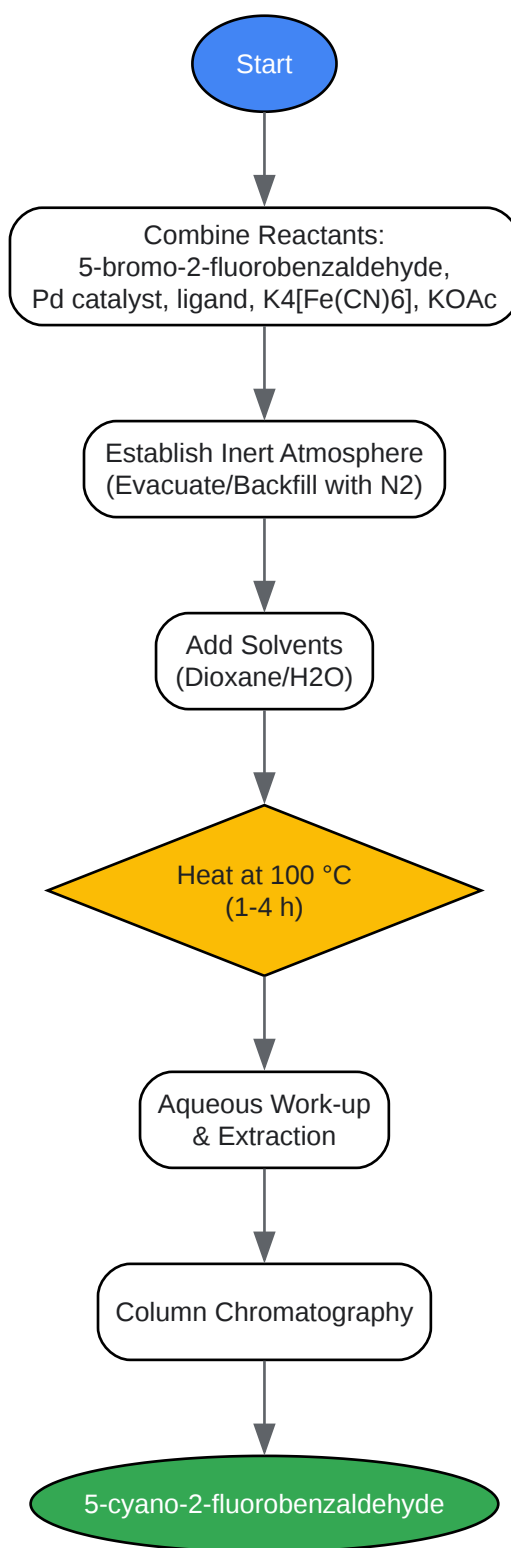 Start
Combine Reactants:
5-bromo-2-fluorobenzaldehyde,
Pd catalyst, ligand, K4[Fe(CN)6], KOAc
Establish Inert Atmosphere
(Evacuate/Backfill with N2)
Add Solvents
(Dioxane/H2O)
Heat at 100 °C
(1-4 h)
Aqueous Work-up
& Extraction
Column Chromatography
5-cyano-2-fluorobenzaldehyde